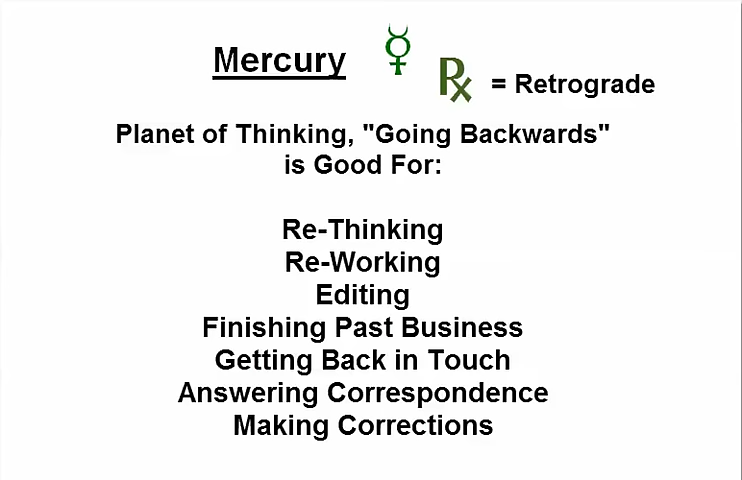 Mercury ☿ ℞ = Retrograde
Planet of Thinking, "Going Backwards"
is Good For:
Re-Thinking
Re-Working
Editing
Finishing Past Business
Getting Back in Touch
Answering Correspondence
Making Corrections